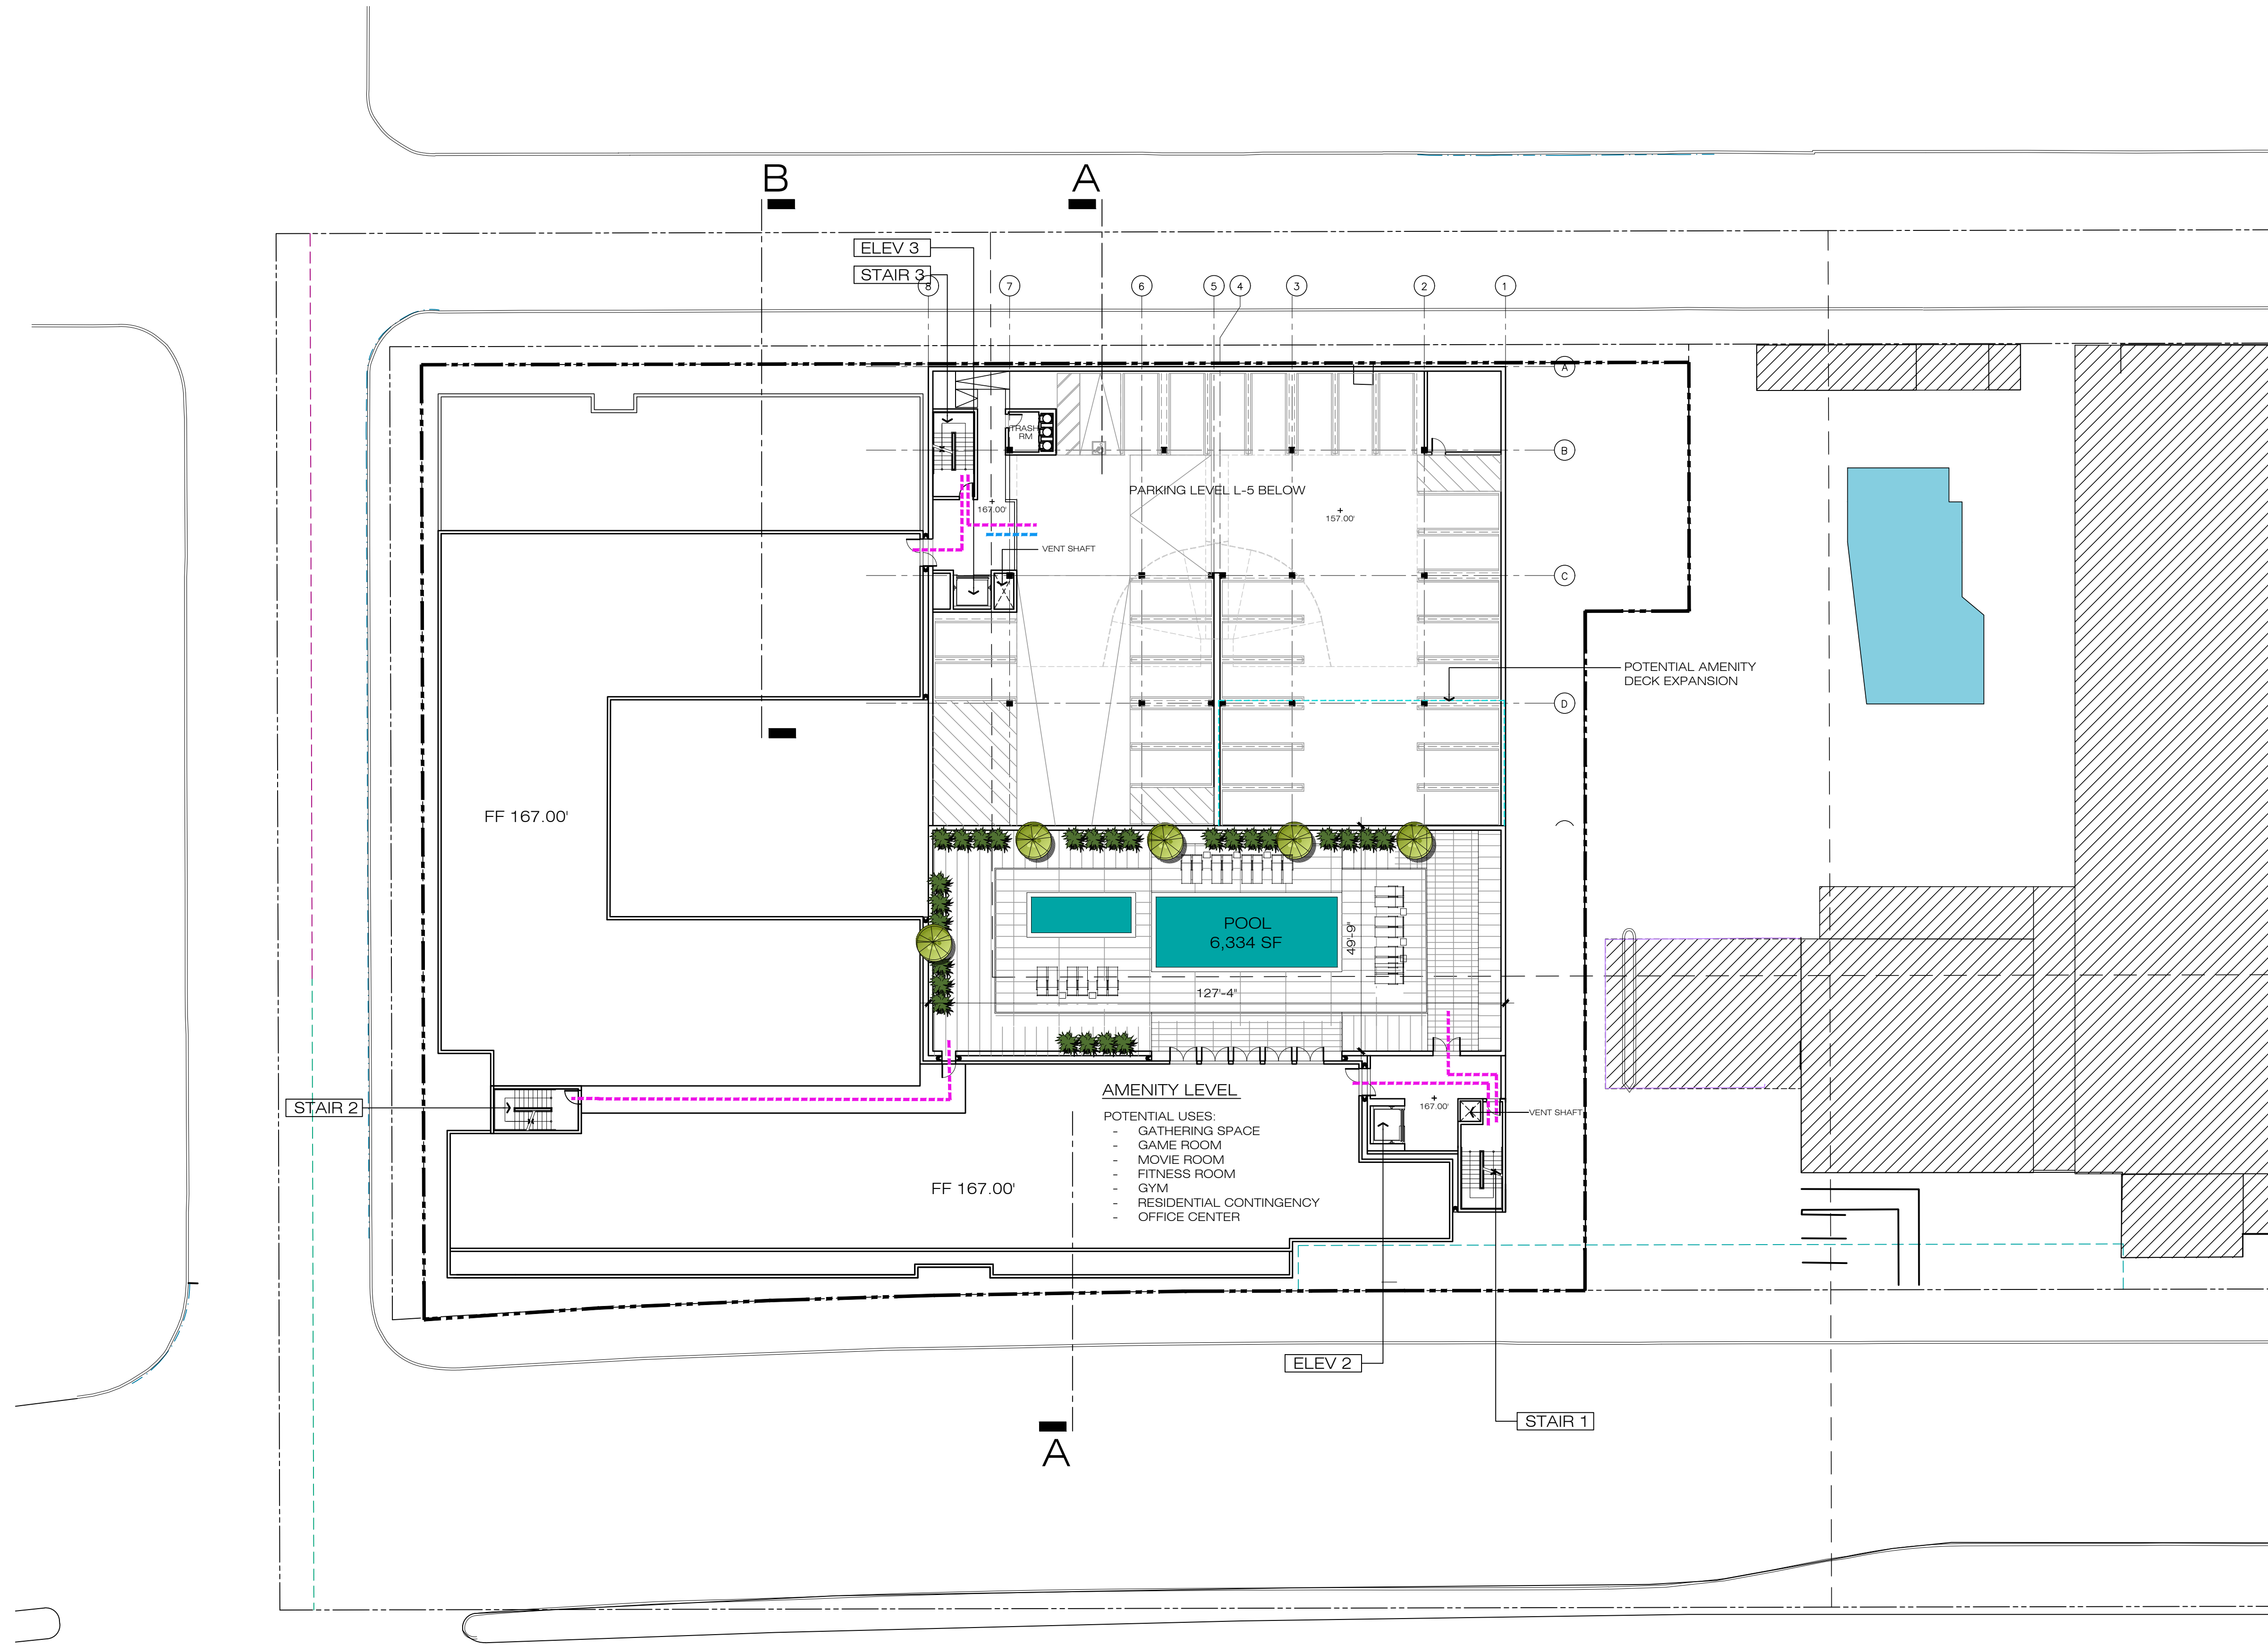 B
A
ELEV 3
STAIR 3
8
7
6
5
4
3
2
1
A
TRASH
RM
B
PARKING LEVEL L-5 BELOW
167.00'
157.00'
VENT SHAFT
C
POTENTIAL AMENITY
DECK EXPANSION
D
FF 167.00'
POOL
6,334 SF
49'-9"
127'-4"
AMENITY LEVEL
STAIR 2
POTENTIAL USES:
- GATHERING SPACE
- GAME ROOM
- MOVIE ROOM
- FITNESS ROOM
- GYM
- RESIDENTIAL CONTINGENCY
- OFFICE CENTER
167.00'
VENT SHAFT
FF 167.00'
ELEV 2
STAIR 1
A